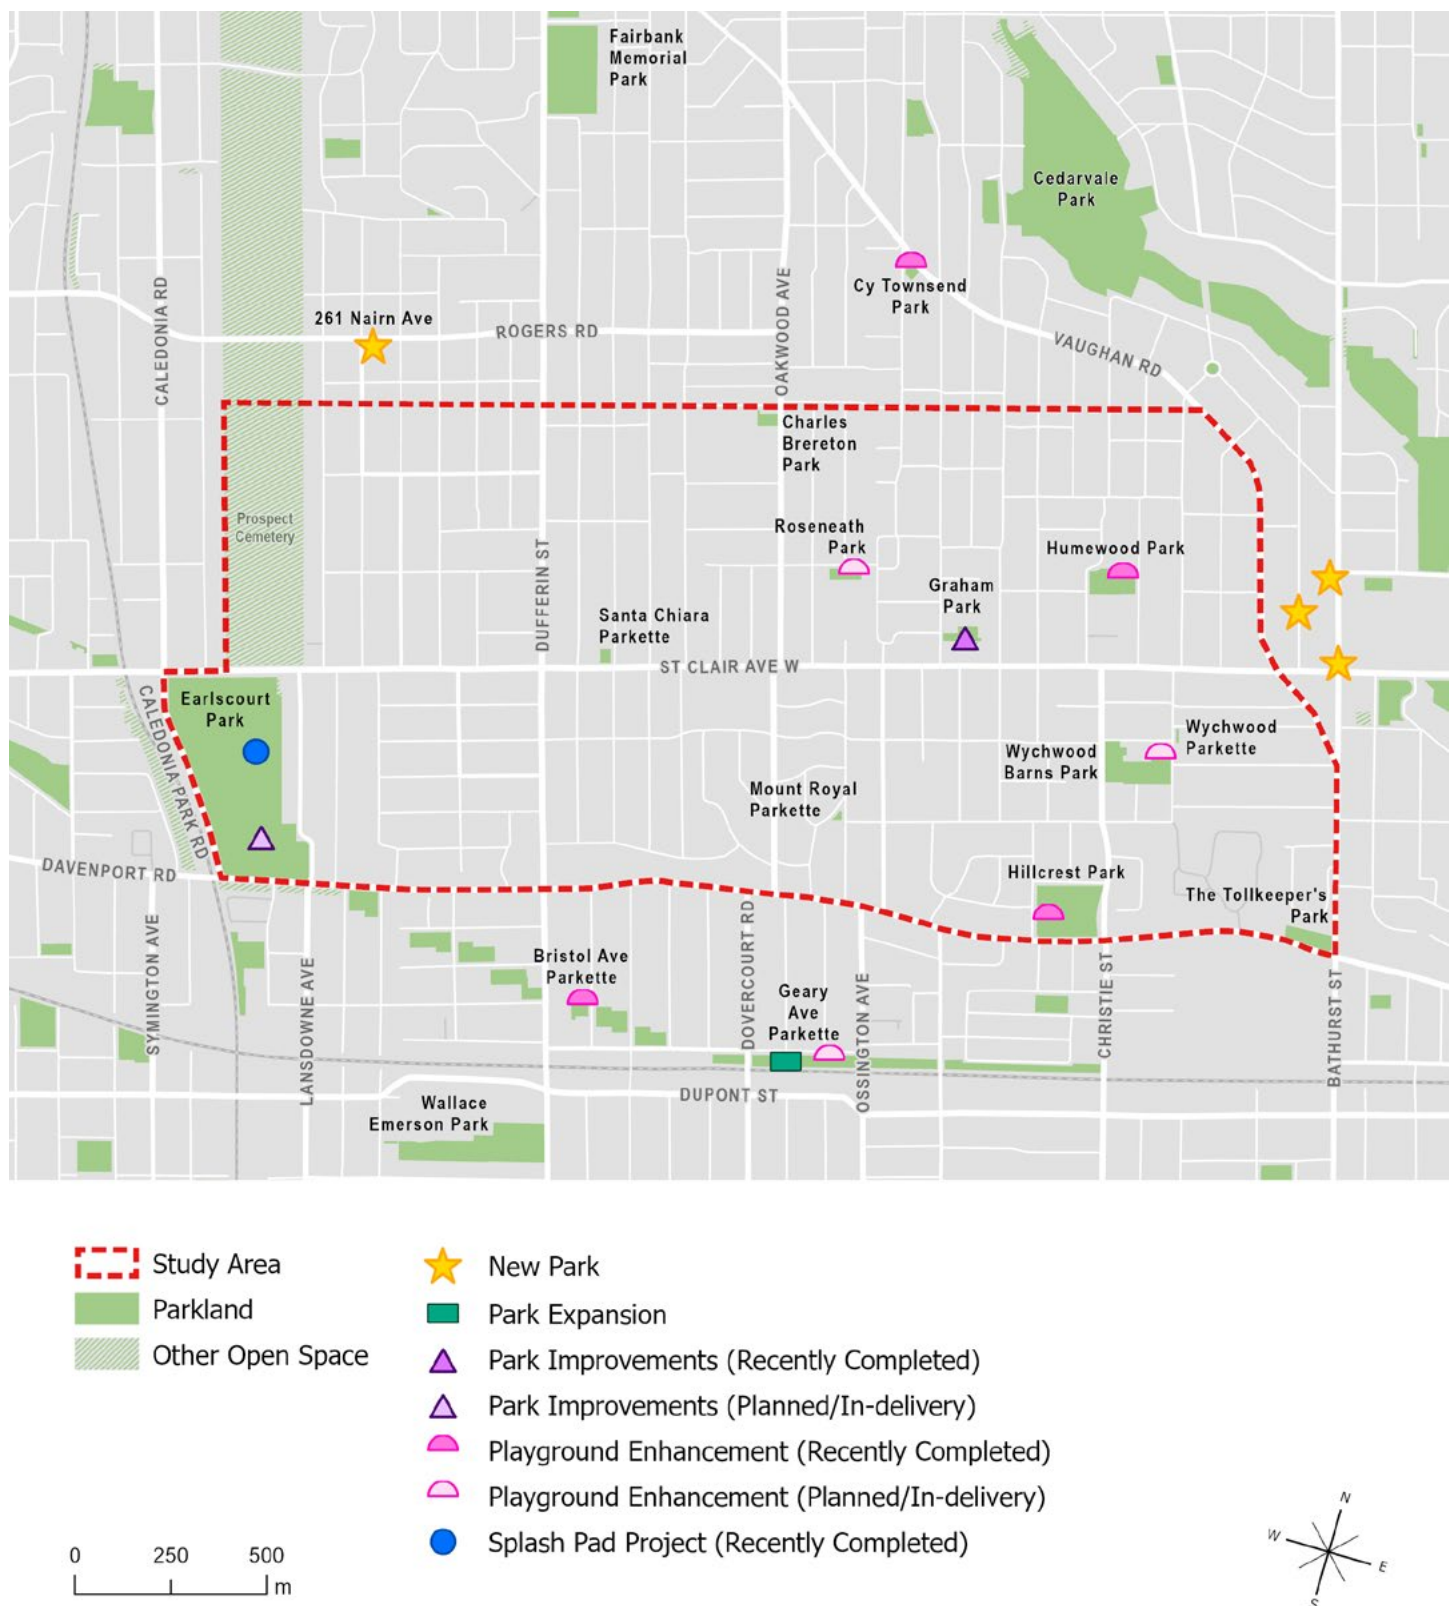 Fairbank
Memorial
Park
Cedarvale
Park
CALEDONIA RD
OAKWOOD AVE
Cy Townsend
Park
261 Nairn Ave
ROGERS RD
VAUGHAN RD
Charles
Brereton
Park
Prospect
Cemetery
DUFFERIN ST
Roseneath
Park
Humewood Park
Graham
Park
Santa Chiara
Parkette
ST CLAIR AVE W
Earlscourt
Park
CALEDONIA PARK RD
Wychwood
Parkette
Wychwood
Barns Park
Mount Royal
Parkette
DAVENPORT RD
Hillcrest Park
The Tollkeeper's
Park
SYMINGTON AVE
LANSDOWNE AVE
Bristol Ave
Parkette
DOVERCOURT RD
Geary
Ave
Parkette
OSSINGTON AVE
CHRISTIE ST
BATHURST ST
DUPONT ST
Wallace
Emerson Park
Study Area
Parkland
Other Open Space
New Park
Park Expansion
Park Improvements (Recently Completed)
Park Improvements (Planned/In-delivery)
Playground Enhancement (Recently Completed)
Playground Enhancement (Planned/In-delivery)
Splash Pad Project (Recently Completed)
0 250 500
m
N
W
E
S